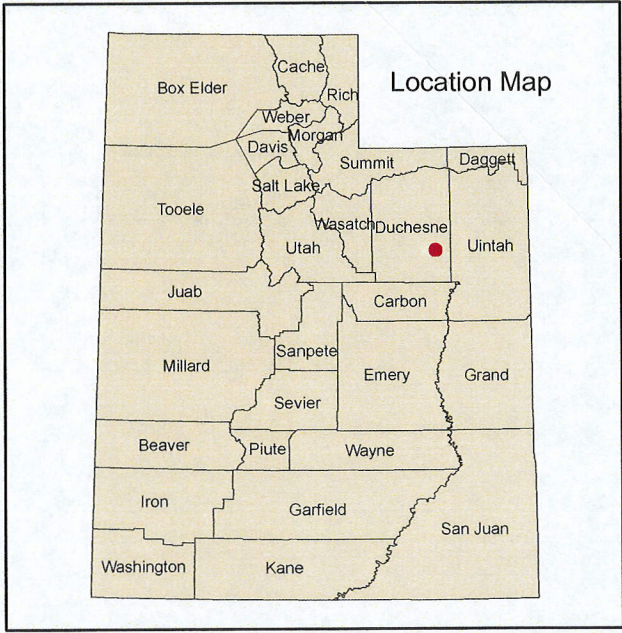 Location Map
Cache
Box Elder
Rich
Weber
Morgan
Davis
Summit
Daggett
Salt Lake
Tooele
Wasatch
Duchesne
Utah
Uintah
Juab
Carbon
Sanpete
Millard
Emery
Grand
Sevier
Beaver
Piute
Wayne
Iron
Garfield
San Juan
Washington
Kane